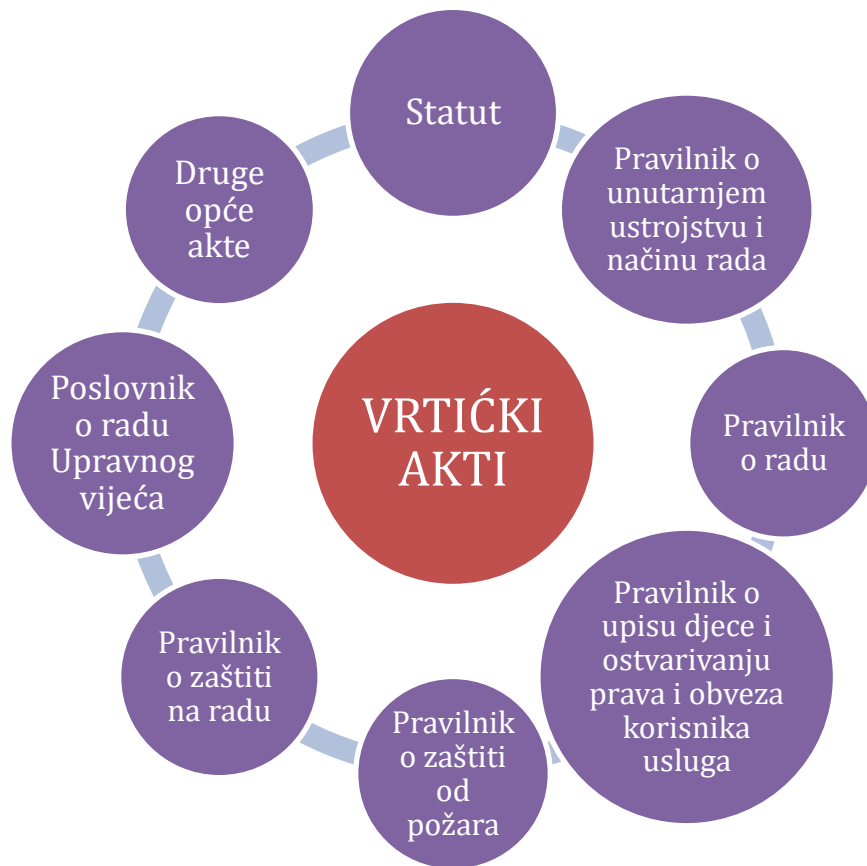 Statut
Pravilnik o
unutarnjem
ustrojstvu i
načinu rada
Pravilnik
o radu
Pravilnik o
upisu djece i
ostvarivanju
prava i obveza
korisnika
usluga
Pravilnik
o zaštiti
od
požara
Pravilnik
o zaštiti
na radu
Poslovnik
o radu
Upravnog
vijeća
Druge
opće
akte
VRTIĆKI
AKTI